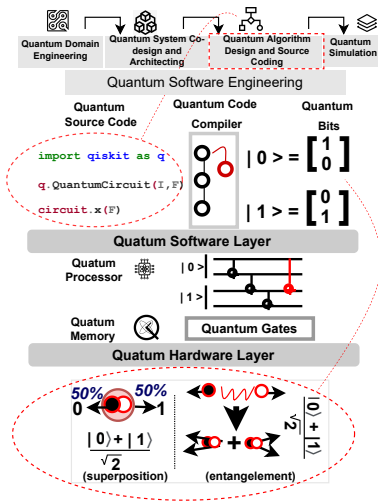 Quantum Domain Engineering
Quantum System Co-design and Architecting
Quantum Algorithm Design and Source Coding
Quantum Simulation
Quantum Software Engineering
Quantum Source Code
Quantum Code Compiler
Quantum Bits
import qiskit as q
q.QuantumCircuit(I,F)
circuit.x(F)
| 0 > = [1 0]
| 1 > = [0 1]
Quatum Software Layer
Quatum Processor
| 0 >
| 1 >
Quatum Memory
Quantum Gates
Quatum Hardware Layer
50% 50%
0 1
| 0⟩ + | 1⟩
√2
(superposition)
+
(entangelement)
|0⟩ + |1⟩
√2